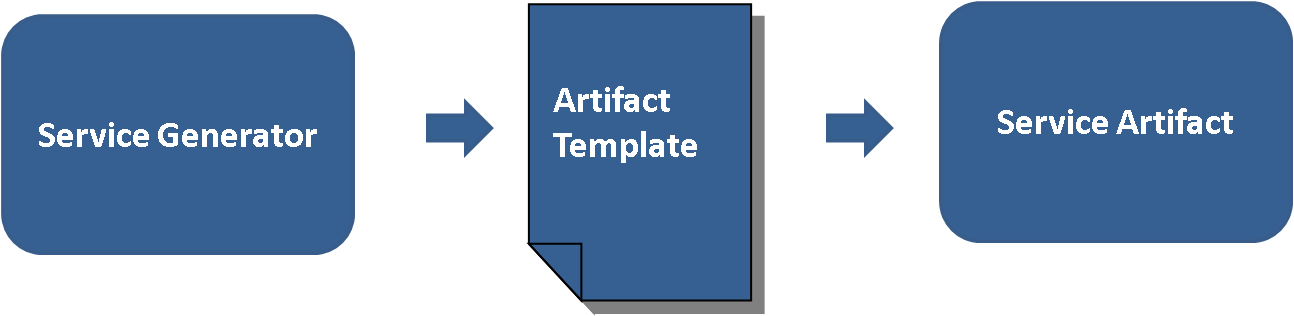 Service Generator
Artifact
Template
Service Artifact